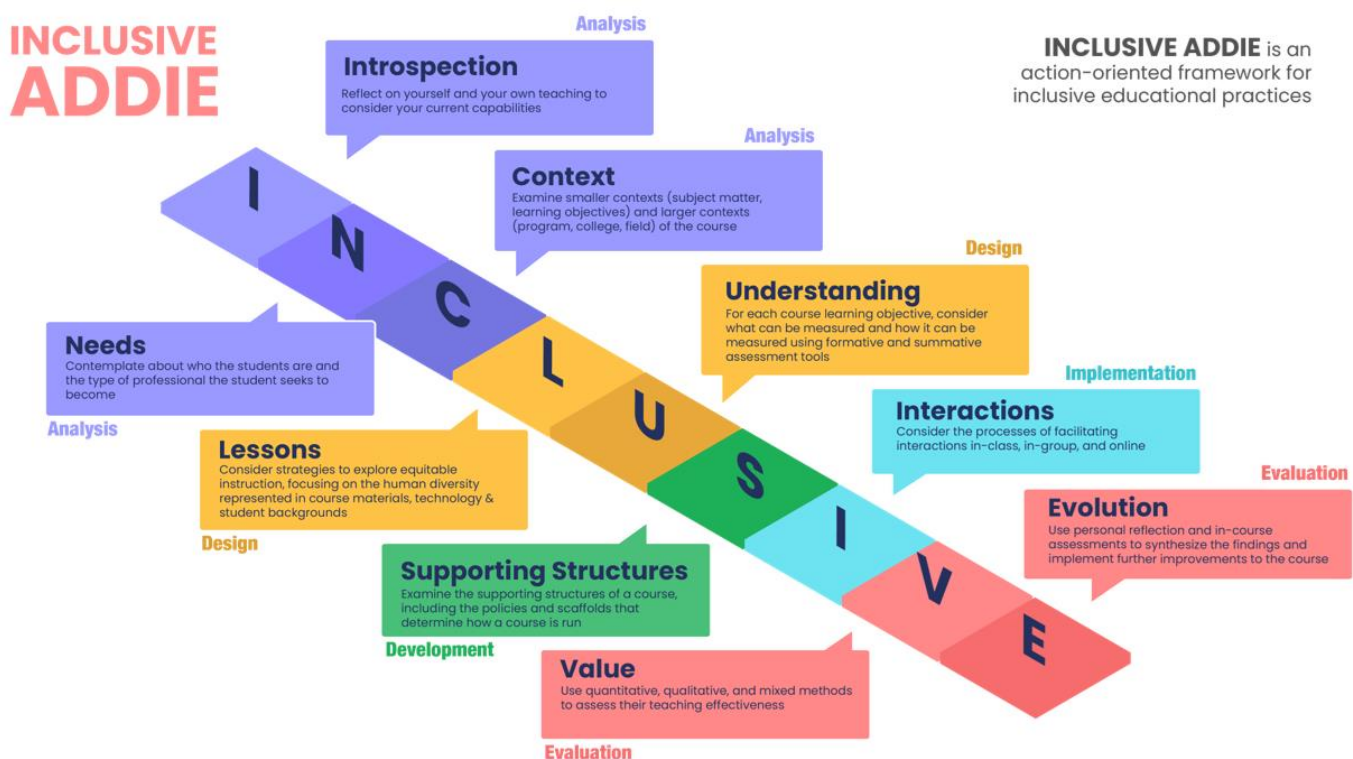 INCLUSIVE
ADDIE
INCLUSIVE ADDIE is an
action-oriented framework for
inclusive educational practices
Analysis
Introspection
Reflect on yourself and your own teaching to
consider your current capabilities
Analysis
Context
Examine smaller contexts (subject matter,
learning objectives) and larger contexts
(program, college, field) of the course
Design
Understanding
For each course learning objective, consider
what can be measured and how it can be
measured using formative and summative
assessment tools
Implementation
Interactions
Consider the processes of facilitating
interactions in-class, in-group, and online
Evaluation
Evolution
Use personal reflection and in-course
assessments to synthesize the findings and
implement further improvements to the course
I
N
C
L
U
S
I
V
E
Needs
Contemplate about who the students are and
the type of professional the student seeks to
become
Analysis
Lessons
Consider strategies to explore equitable
instruction, focusing on the human diversity
represented in course materials, technology &
student backgrounds
Design
Supporting Structures
Examine the supporting structures of a course,
including the policies and scaffolds that
determine how a course is run
Development
Value
Use quantitative, qualitative, and mixed methods
to assess their teaching effectiveness
Evaluation